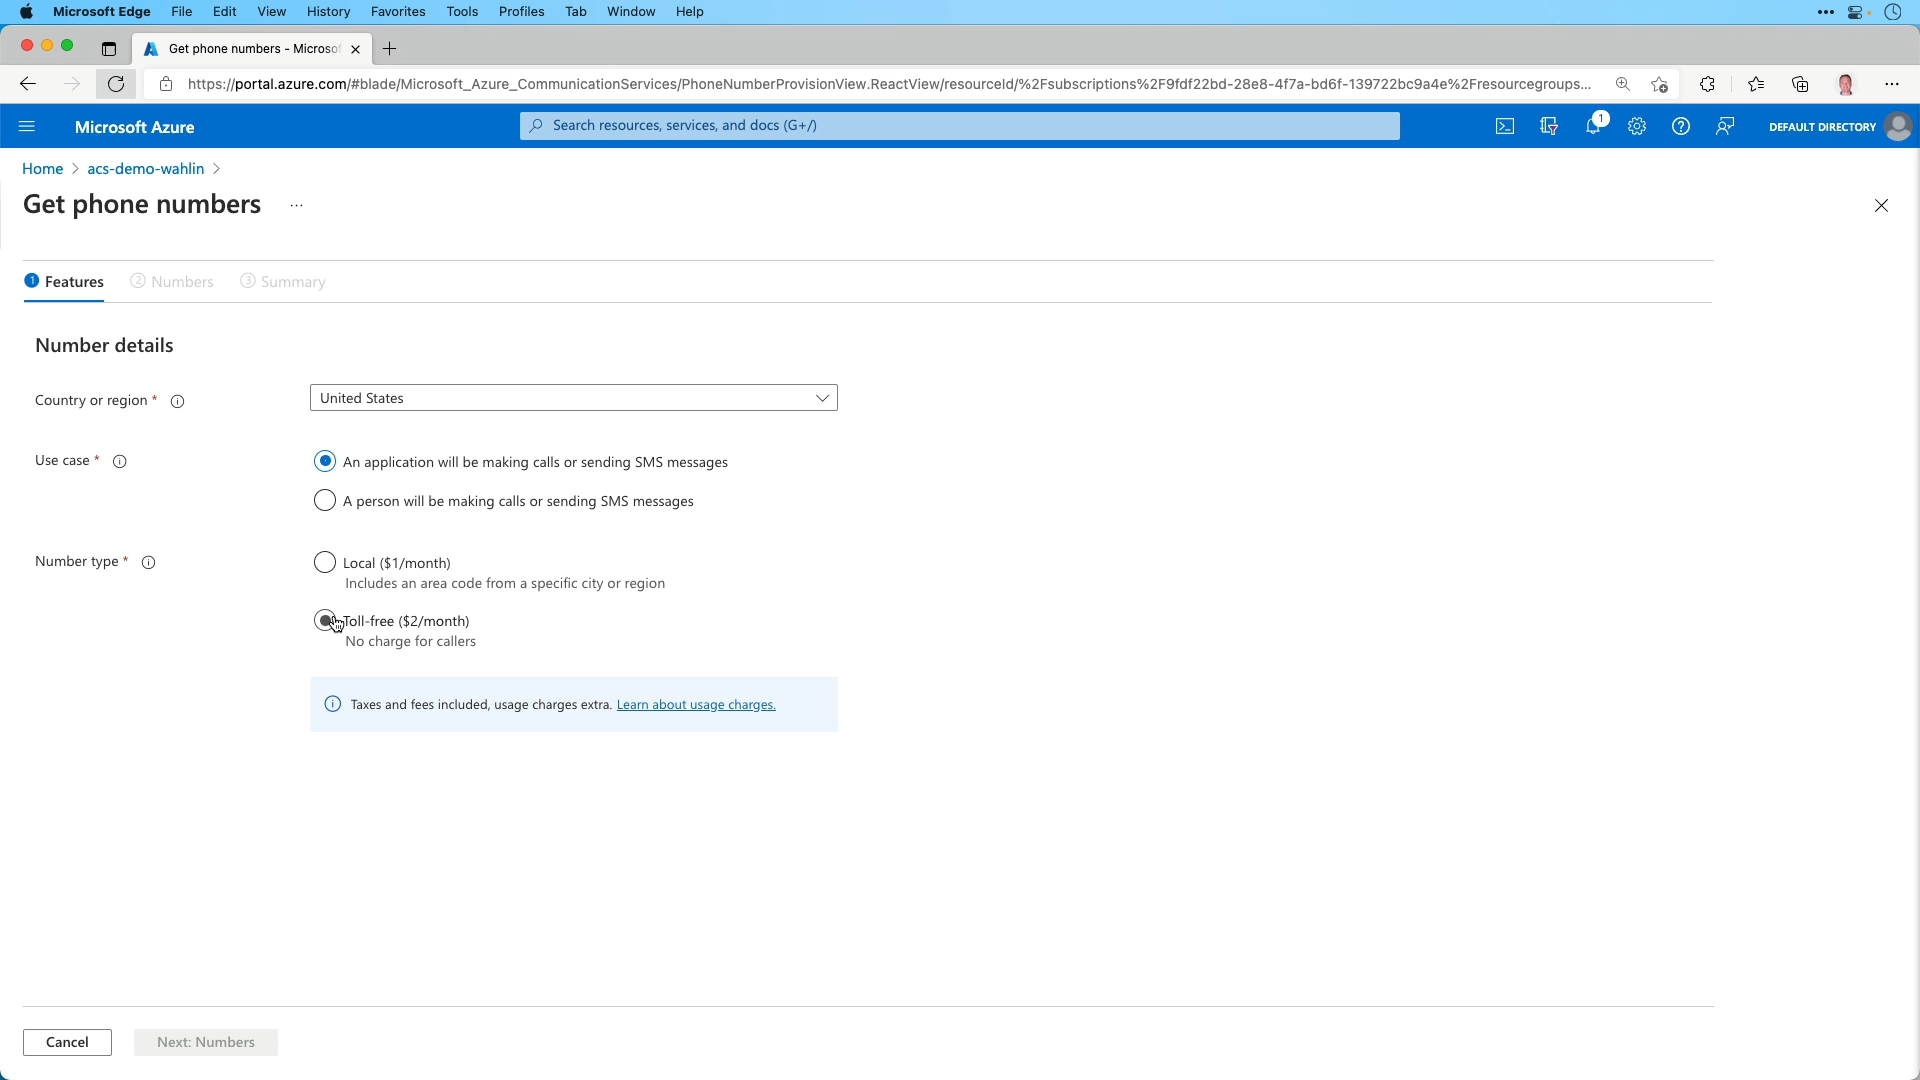 Microsoft Edge File Edit View History Favorites Tools Profiles Tab Window Help
Get phone numbers - Microso
https://portal.azure.com/#blade/Microsoft_Azure_CommunicationServices/PhoneNumberProvisionView.ReactView/resourceId/%2Fsubscriptions%2F9fdf22bd-28e8-4f7a-bd6f-139722bc9a4e%2Fresourcegroups...
Microsoft Azure
Search resources, services, and docs (G+/)
1
DEFAULT DIRECTORY
Home > acs-demo-wahlin >
Get phone numbers ...
1 Features 2 Numbers 3 Summary
Number details
Country or region *
United States
Use case *
An application will be making calls or sending SMS messages
A person will be making calls or sending SMS messages
Number type *
Local ($1/month)
Includes an area code from a specific city or region
Toll-free ($2/month)
No charge for callers
Taxes and fees included, usage charges extra. Learn about usage charges.
Cancel
Next: Numbers